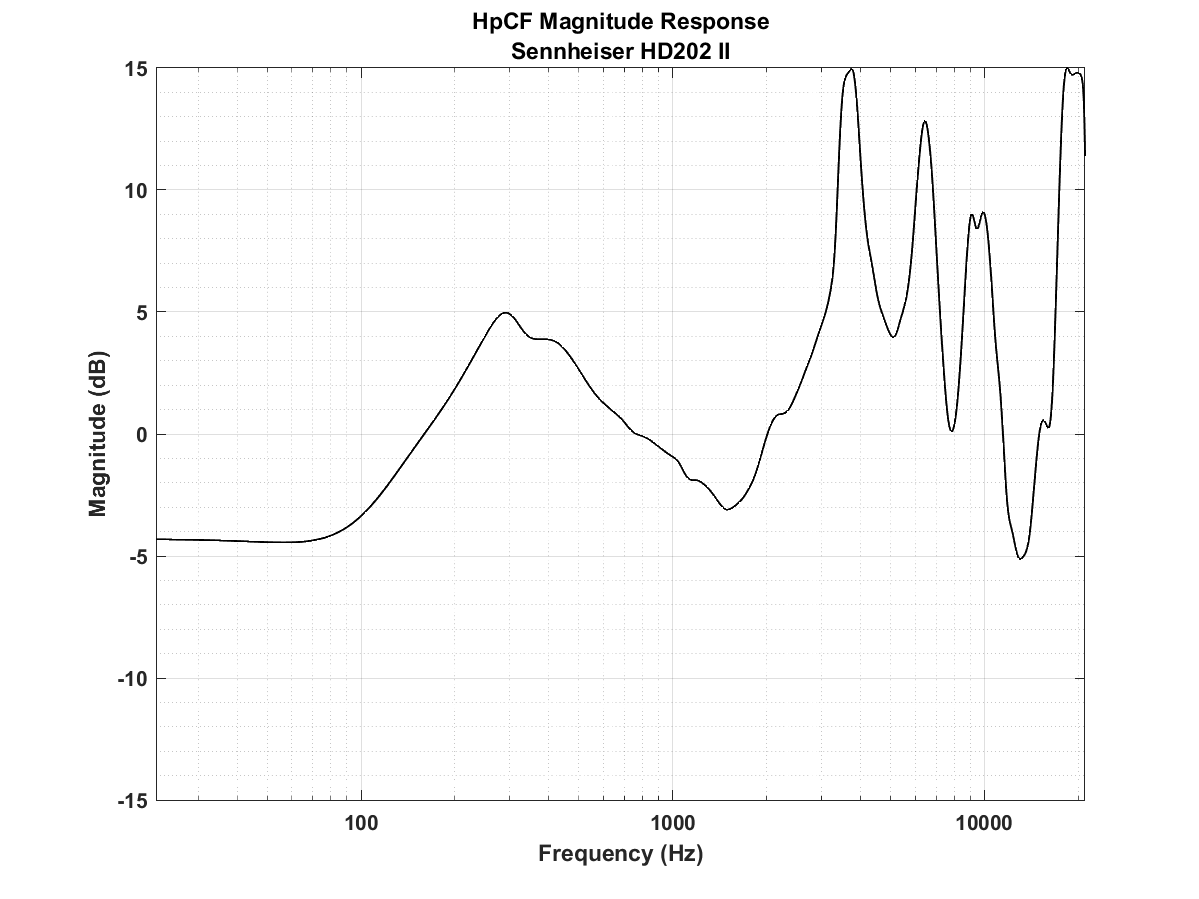 HpCF Magnitude Response
Sennheiser HD202 II
15
10
5
0
-5
-10
-15
Magnitude (dB)
100
1000
10000
Frequency (Hz)